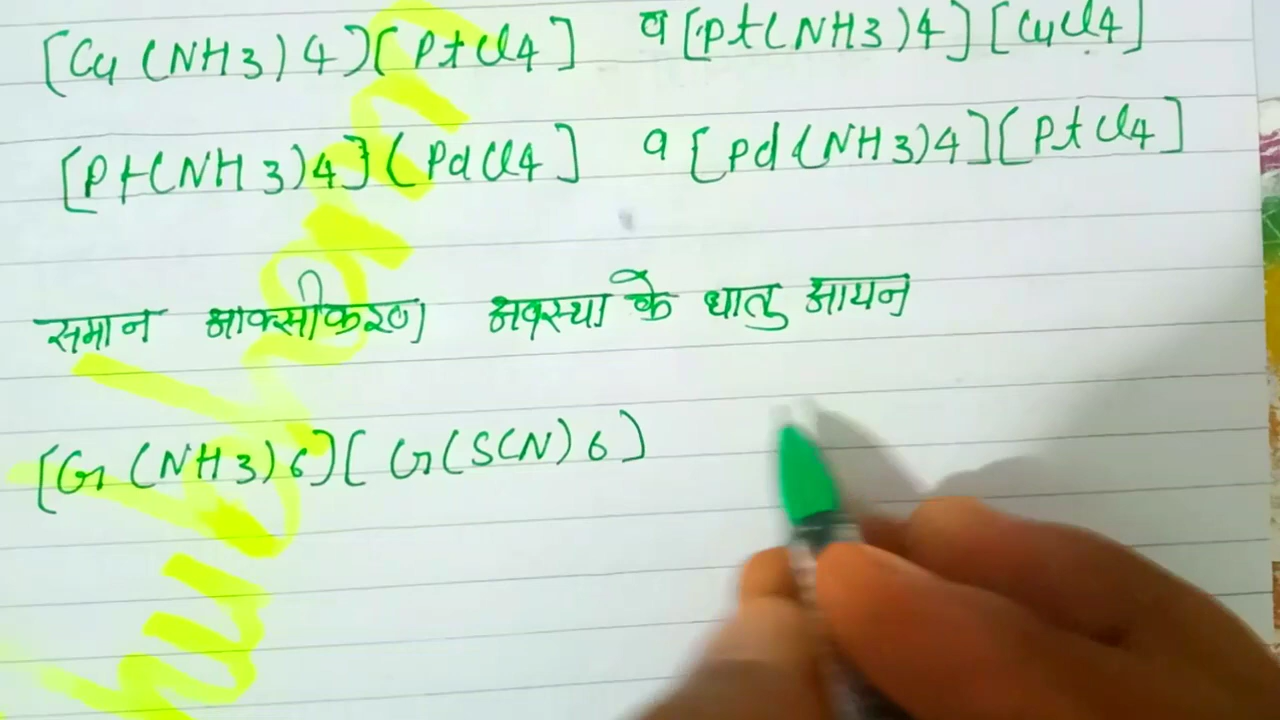 [Cu(NH3)4][PtCl4] व [Pt(NH3)4][CuCl4]
[Pt(NH3)4][PdCl4] व [Pd(NH3)4][PtCl4]
समान आक्सीकरण अवस्था के धातु आयन
[Cr(NH3)6][Cr(SCN)6]